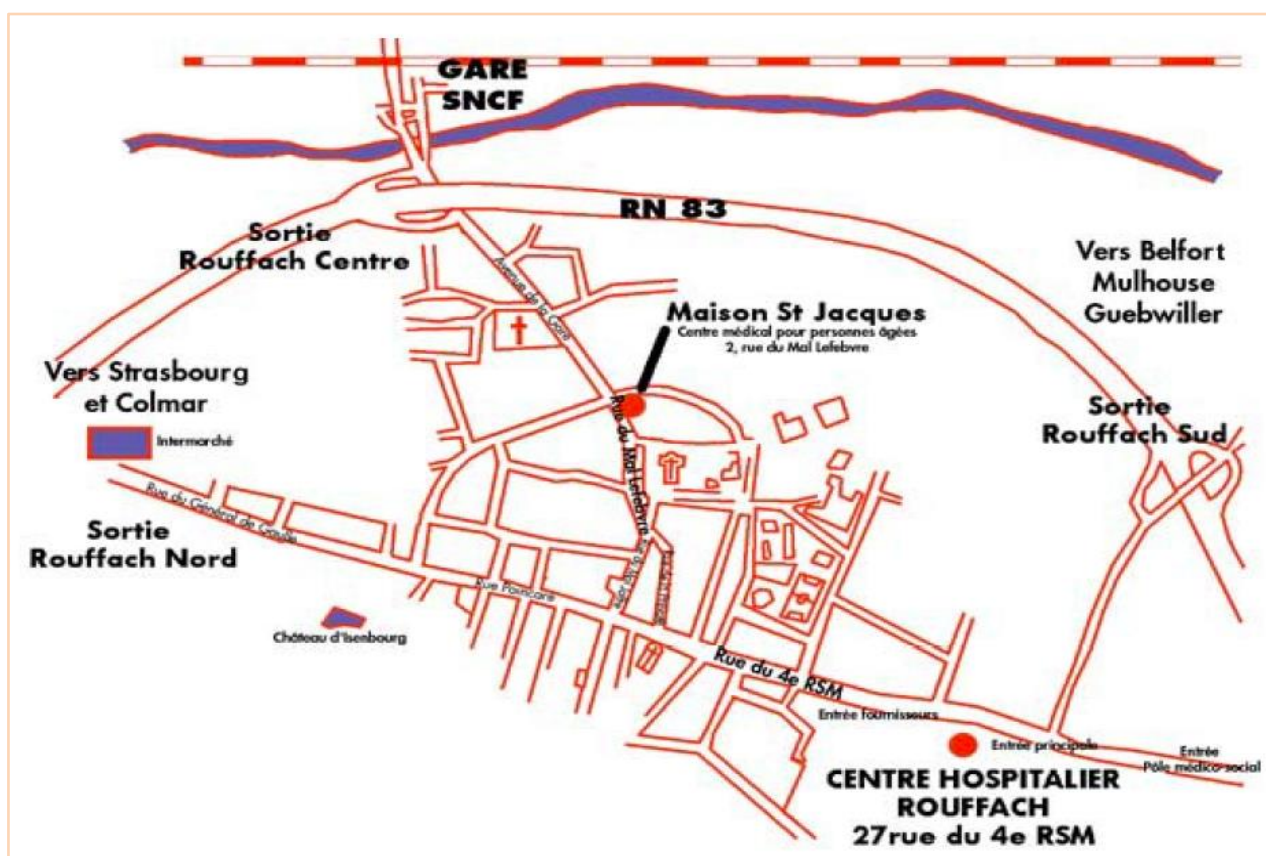 GARE
SNCF
RN 83
Sortie
Rouffach Centre
Vers Belfort
Mulhouse
Guebwiller
Avenue de la Gare
Maison St Jacques
Centre médical pour personnes âgées
2, rue du Mal Lefebvre
Vers Strasbourg
et Colmar
Intermarché
Sortie
Rouffach Sud
Rue du Mal Lefebvre
Rue du Général de Gaulle
Sortie
Rouffach Nord
Rue Poincaré
Château d'Isenbourg
Rue du 4e RSM
Entrée fournisseurs
Entrée principale
Entrée
Pôle médico-social
CENTRE HOSPITALIER
ROUFFACH
27rue du 4e RSM